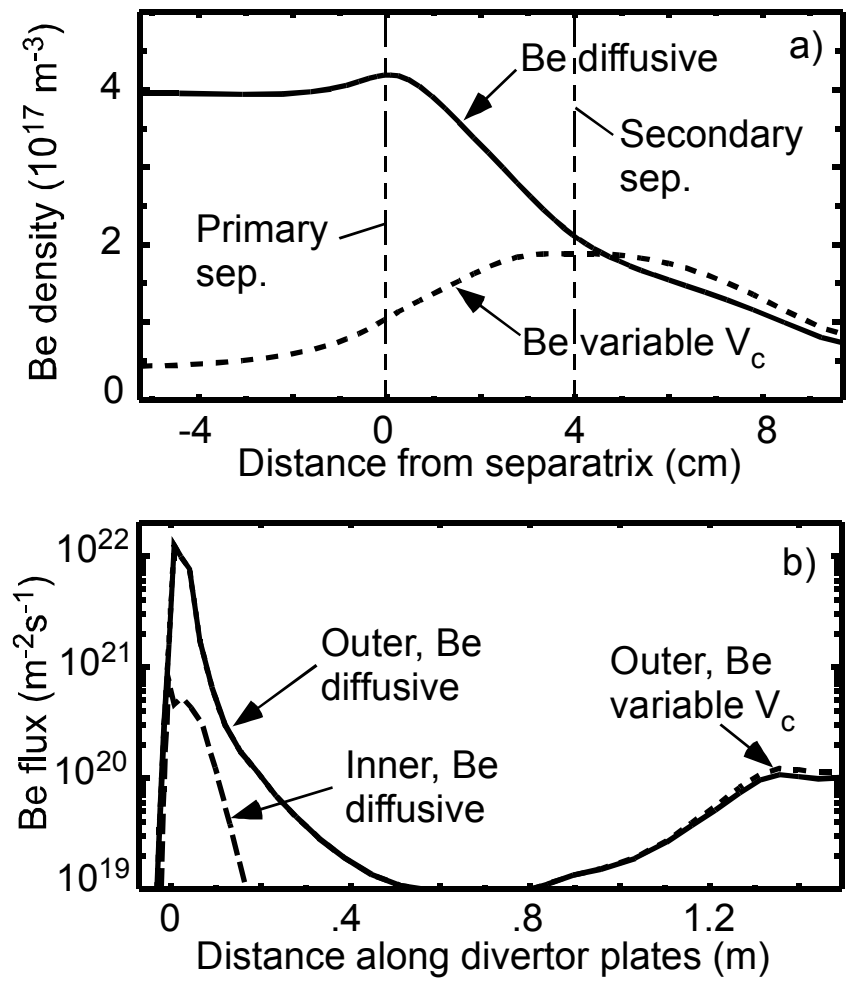 a)
Be density (10^17 m^-3)
4
2
0
Be diffusive
Secondary
sep.
Primary
sep.
Be variable V_c
-4 0 4 8
Distance from separatrix (cm)
b)
Be flux (m^-2s^-1)
10^22
10^21
10^20
10^19
Outer, Be
diffusive
Outer, Be
variable V_c
Inner, Be
diffusive
0 .4 .8 1.2
Distance along divertor plates (m)